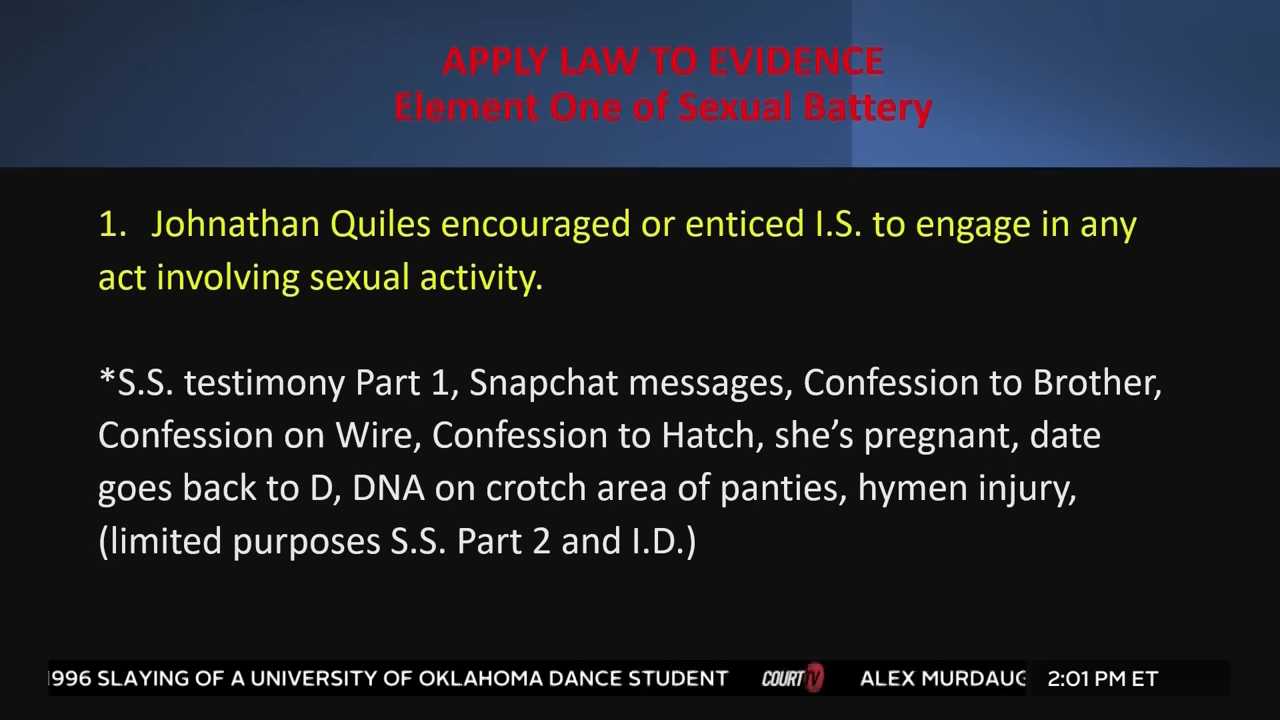 APPLY LAW TO EVIDENCE
Element One of Sexual Battery
1. Johnathan Quiles encouraged or enticed I.S. to engage in any
act involving sexual activity.
*S.S. testimony Part 1, Snapchat messages, Confession to Brother,
Confession on Wire, Confession to Hatch, she’s pregnant, date
goes back to D, DNA on crotch area of panties, hymen injury,
(limited purposes S.S. Part 2 and I.D.)
1996 SLAYING OF A UNIVERSITY OF OKLAHOMA DANCE STUDENT COURT TV ALEX MURDAUG 2:01 PM ET